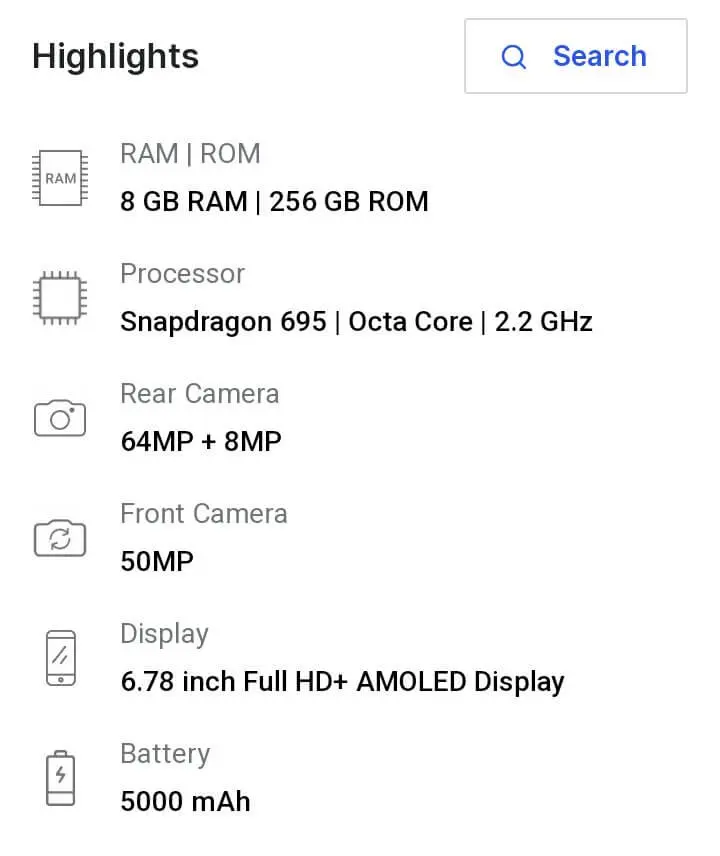 Highlights
Search
RAM
RAM | ROM
8 GB RAM | 256 GB ROM
Processor
Snapdragon 695 | Octa Core | 2.2 GHz
Rear Camera
64MP + 8MP
Front Camera
50MP
Display
6.78 inch Full HD+ AMOLED Display
Battery
5000 mAh